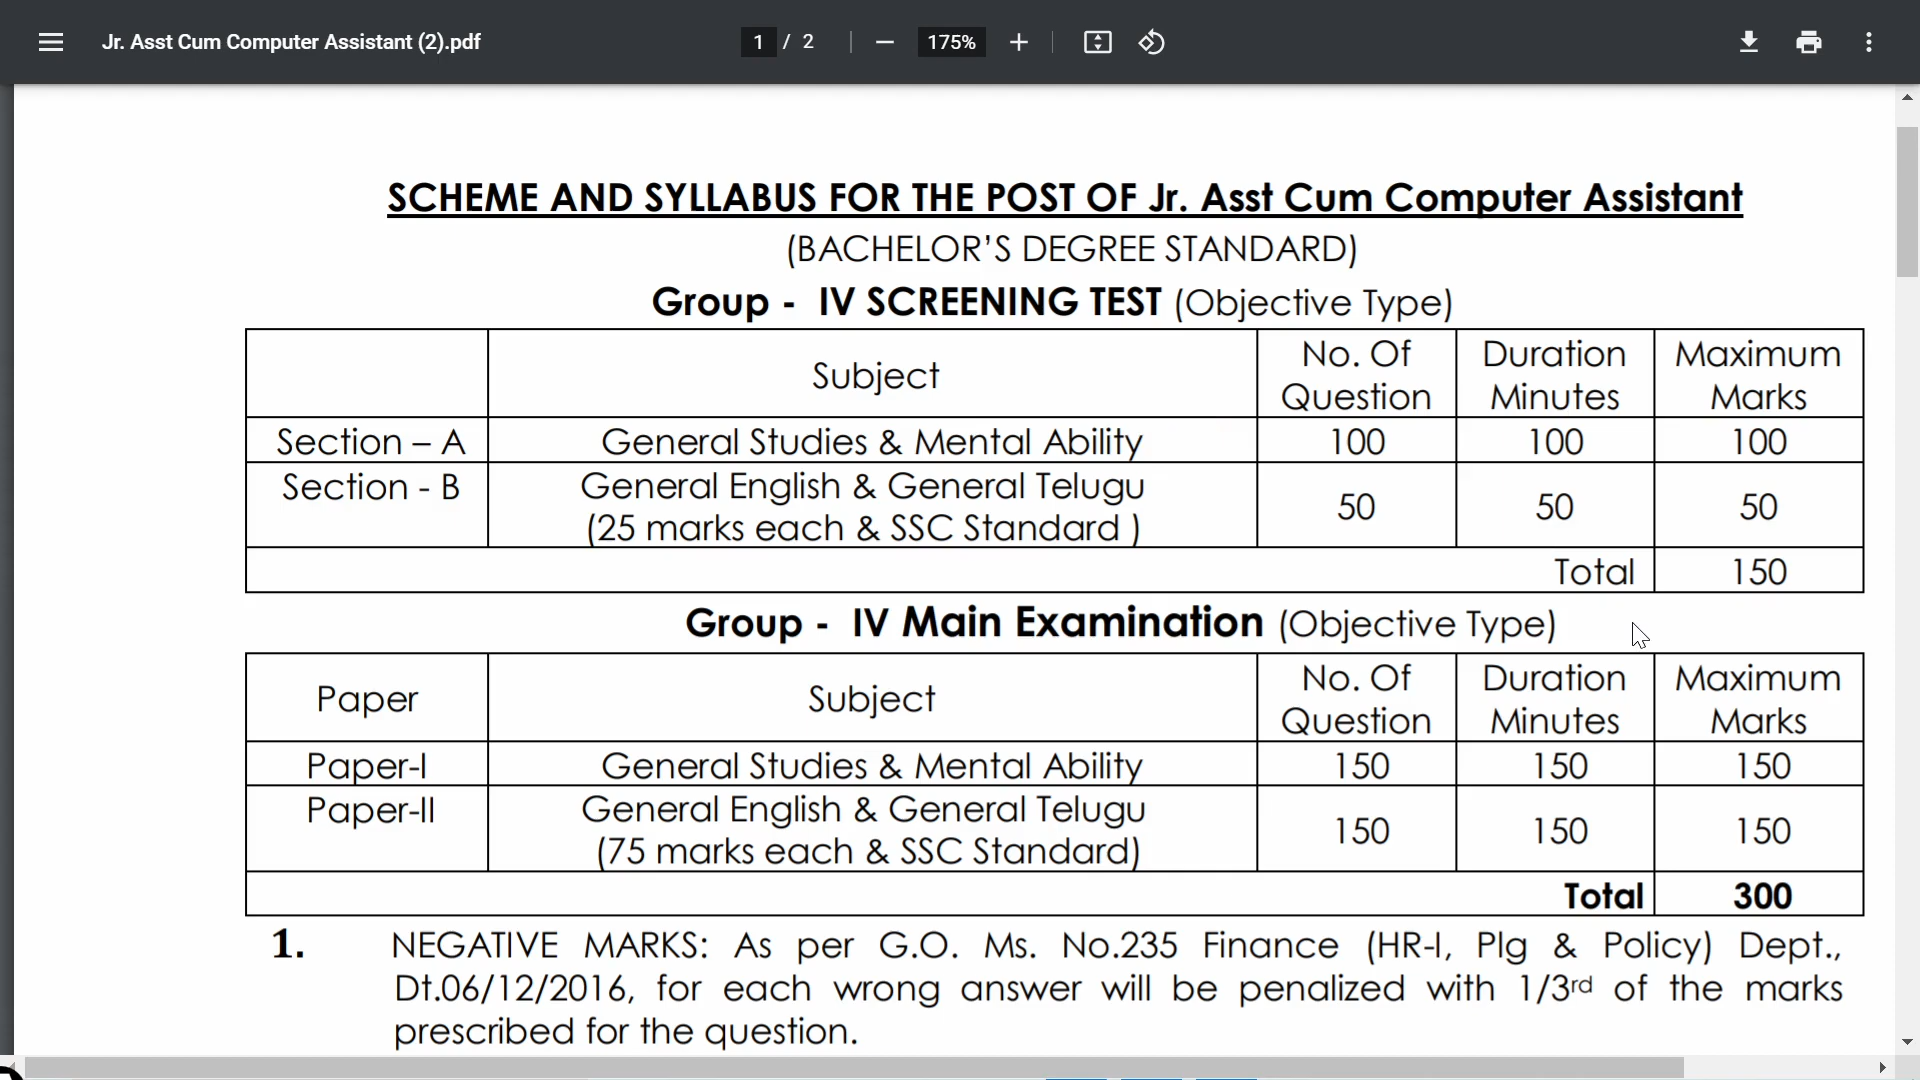 Jr. Asst Cum Computer Assistant (2).pdf
1 / 2
175%
SCHEME AND SYLLABUS FOR THE POST OF Jr. Asst Cum Computer Assistant
(BACHELOR’S DEGREE STANDARD)
Group - IV SCREENING TEST (Objective Type)
Subject No. Of Question Duration Minutes Maximum Marks
Section – A General Studies & Mental Ability 100 100 100
Section - B General English & General Telugu (25 marks each & SSC Standard ) 50 50 50
Total 150
Group - IV Main Examination (Objective Type)
Paper Subject No. Of Question Duration Minutes Maximum Marks
Paper-I General Studies & Mental Ability 150 150 150
Paper-II General English & General Telugu (75 marks each & SSC Standard) 150 150 150
Total 300
1. NEGATIVE MARKS: As per G.O. Ms. No.235 Finance (HR-I, Plg & Policy) Dept.,
Dt.06/12/2016, for each wrong answer will be penalized with 1/3rd of the marks
prescribed for the question.